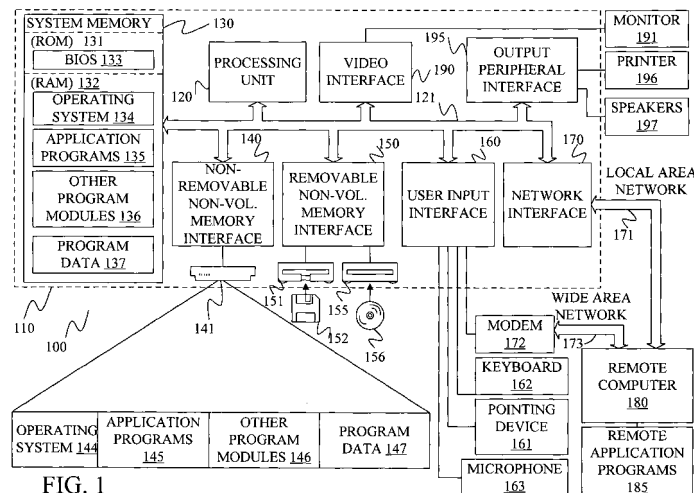 SYSTEM MEMORY
130
(ROM) 131
BIOS 133
(RAM) 132
OPERATING
SYSTEM 134
APPLICATION
PROGRAMS 135
OTHER
PROGRAM
MODULES 136
PROGRAM
DATA 137
120
PROCESSING
UNIT
VIDEO
INTERFACE
190
195
OUTPUT
PERIPHERAL
INTERFACE
MONITOR
191
PRINTER
196
SPEAKERS
197
121
140
150
160
170
NON-
REMOVABLE
NON-VOL.
MEMORY
INTERFACE
REMOVABLE
NON-VOL.
MEMORY
INTERFACE
USER INPUT
INTERFACE
NETWORK
INTERFACE
LOCAL AREA
NETWORK
171
110
100
141
151
152
155
156
WIDE AREA
NETWORK
173
MODEM
172
KEYBOARD
162
POINTING
DEVICE
161
MICROPHONE
163
REMOTE
COMPUTER
180
REMOTE
APPLICATION
PROGRAMS
185
OPERATING
SYSTEM 144
APPLICATION
PROGRAMS
145
OTHER
PROGRAM
MODULES 146
PROGRAM
DATA 147
FIG. 1